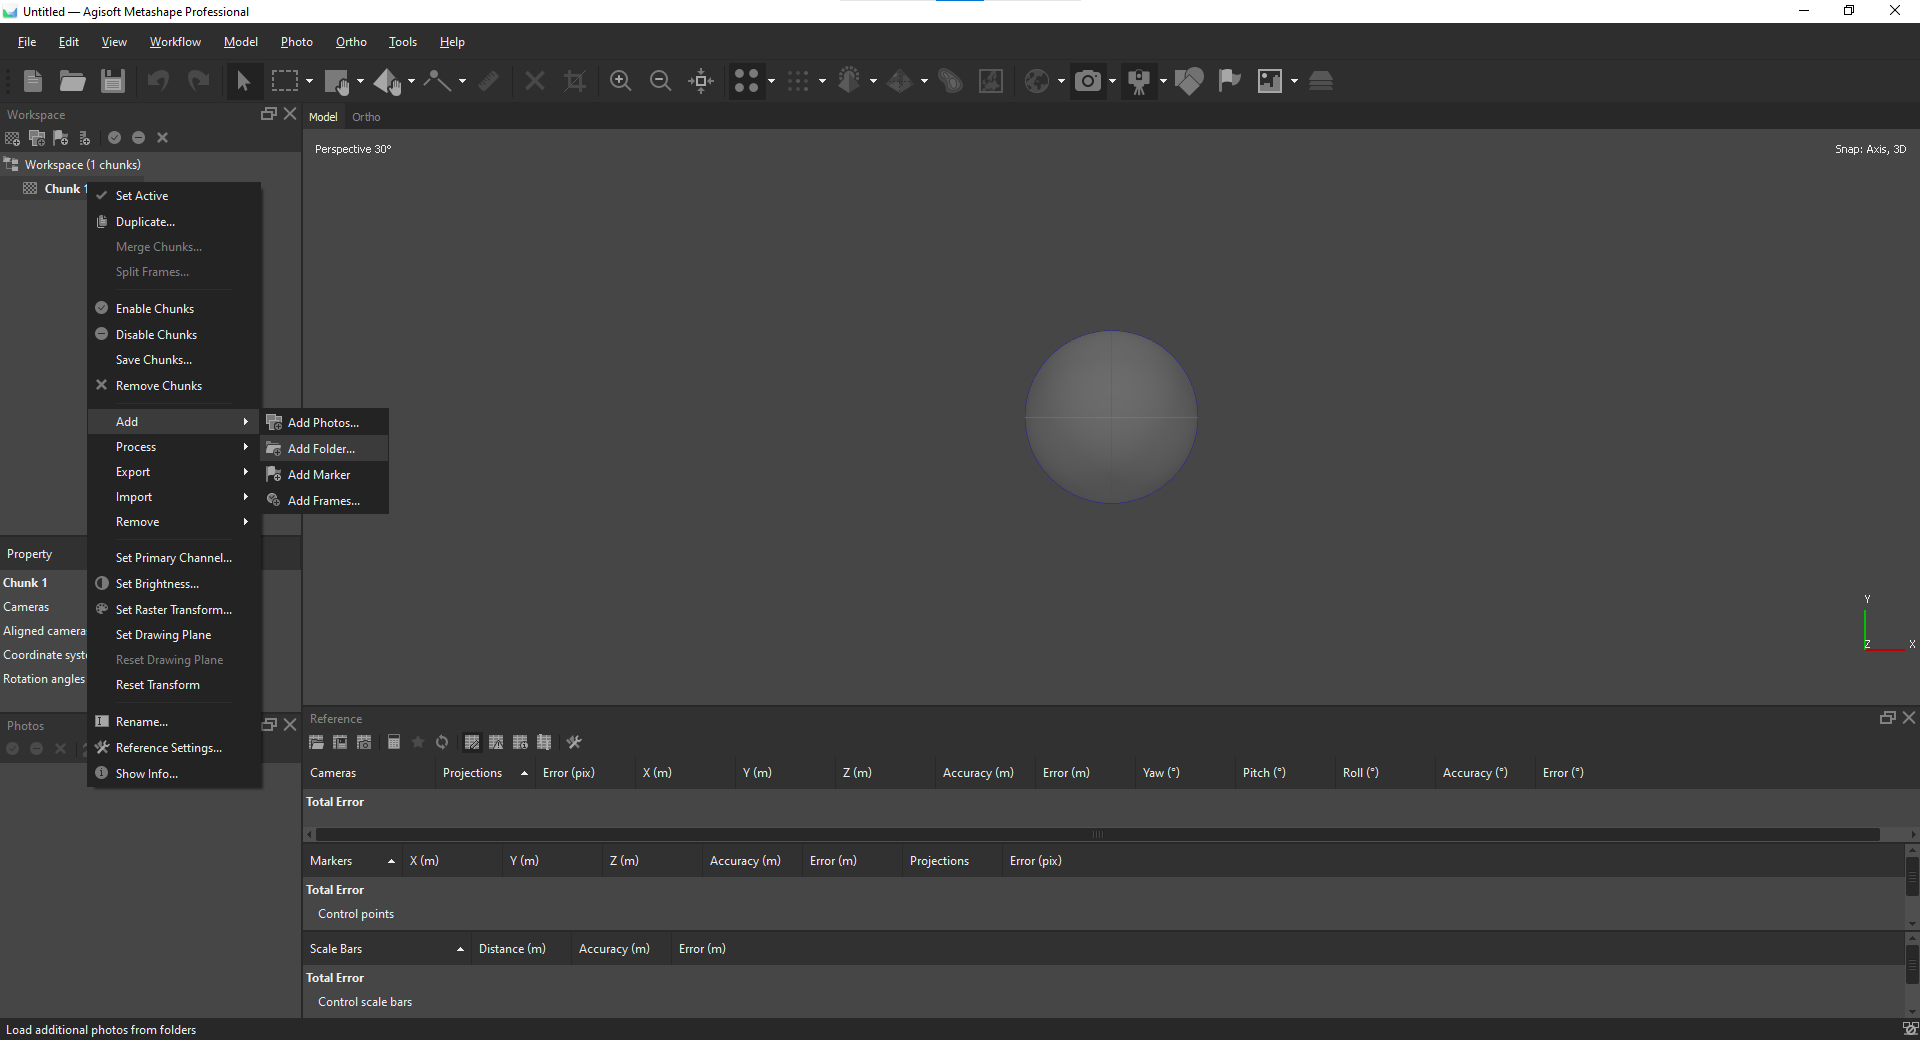 Untitled — Agisoft Metashape Professional
File Edit View Workflow Model Photo Ortho Tools Help
Workspace
Workspace (1 chunks)
Chunk 1
Set Active
Duplicate...
Merge Chunks...
Split Frames...
Enable Chunks
Disable Chunks
Save Chunks...
Remove Chunks
Add
Process
Export
Import
Remove
Set Primary Channel...
Set Brightness...
Set Raster Transform...
Set Drawing Plane
Reset Drawing Plane
Reset Transform
Rename...
Reference Settings...
Show Info...
Add Photos...
Add Folder...
Add Marker
Add Frames...
Property
Chunk 1
Cameras
Aligned cameras
Coordinate syst
Rotation angles
Photos
Model Ortho
Perspective 30°
Snap: Axis, 3D
Y
Z X
Reference
Cameras Projections Error (pix) X (m) Y (m) Z (m) Accuracy (m) Error (m) Yaw (°) Pitch (°) Roll (°) Accuracy (°) Error (°)
Total Error
Markers X (m) Y (m) Z (m) Accuracy (m) Error (m) Projections Error (pix)
Total Error
Control points
Scale Bars Distance (m) Accuracy (m) Error (m)
Total Error
Control scale bars
Load additional photos from folders